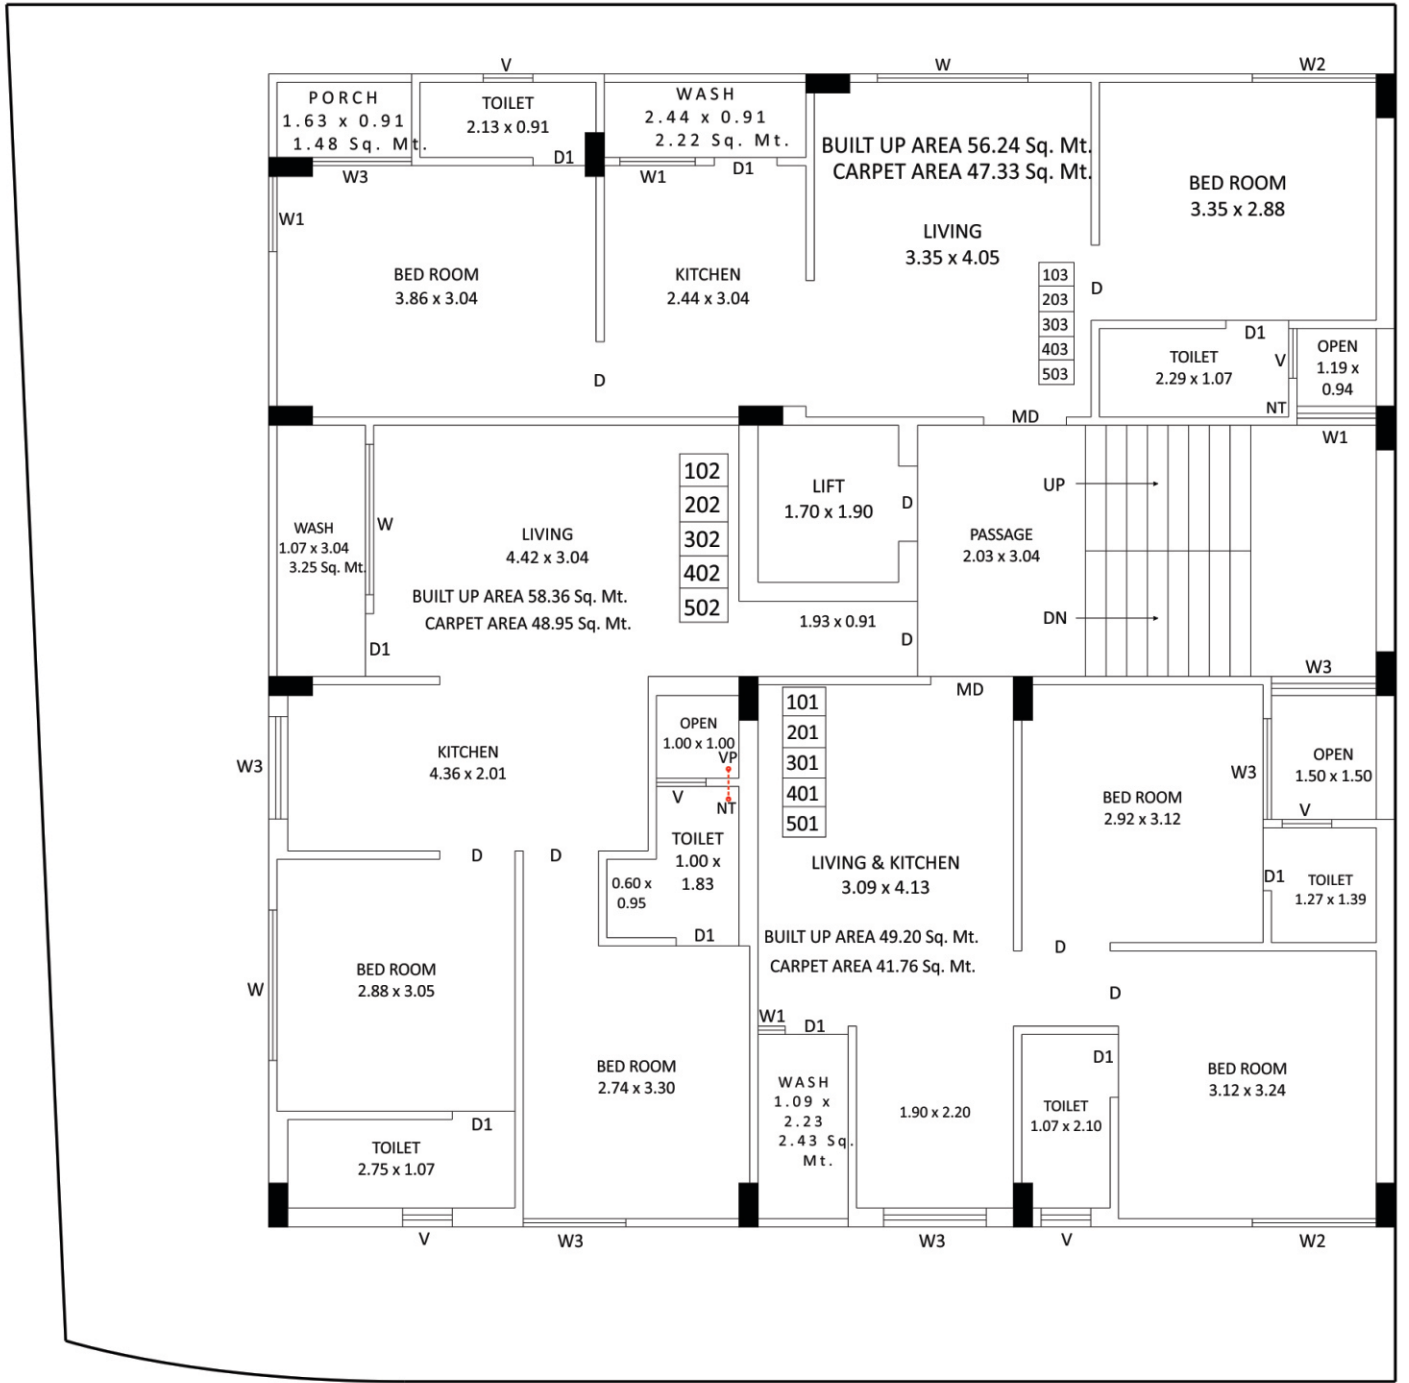 V
W
W2
PORCH
1.63 x 0.91
1.48 Sq. Mt.
TOILET
2.13 x 0.91
D1
WASH
2.44 x 0.91
2.22 Sq. Mt.
W3
W1
D1
W1
BUILT UP AREA 56.24 Sq. Mt.
CARPET AREA 47.33 Sq. Mt.
LIVING
3.35 x 4.05
BED ROOM
3.35 x 2.88
BED ROOM
3.86 x 3.04
KITCHEN
2.44 x 3.04
103
203
303
403
503
D
D
D1
TOILET
2.29 x 1.07
V
NT
OPEN
1.19 x
0.94
MD
W1
WASH
1.07 x 3.04
3.25 Sq. Mt.
W
D1
LIVING
4.42 x 3.04
BUILT UP AREA 58.36 Sq. Mt.
CARPET AREA 48.95 Sq. Mt.
102
202
302
402
502
LIFT
1.70 x 1.90
D
PASSAGE
2.03 x 3.04
UP
DN
1.93 x 0.91
D
W3
MD
W3
KITCHEN
4.36 x 2.01
OPEN
1.00 x 1.00
VP
V
NT
TOILET
1.00 x
1.83
0.60 x
0.95
D1
D
D
101
201
301
401
501
LIVING & KITCHEN
3.09 x 4.13
BUILT UP AREA 49.20 Sq. Mt.
CARPET AREA 41.76 Sq. Mt.
BED ROOM
2.92 x 3.12
W3
OPEN
1.50 x 1.50
V
D1
TOILET
1.27 x 1.39
D
D
W
BED ROOM
2.88 x 3.05
BED ROOM
2.74 x 3.30
D1
TOILET
2.75 x 1.07
W1
D1
WASH
1.09 x
2.23
2.43 Sq.
Mt.
1.90 x 2.20
D1
TOILET
1.07 x 2.10
BED ROOM
3.12 x 3.24
V
W3
W3
V
W2